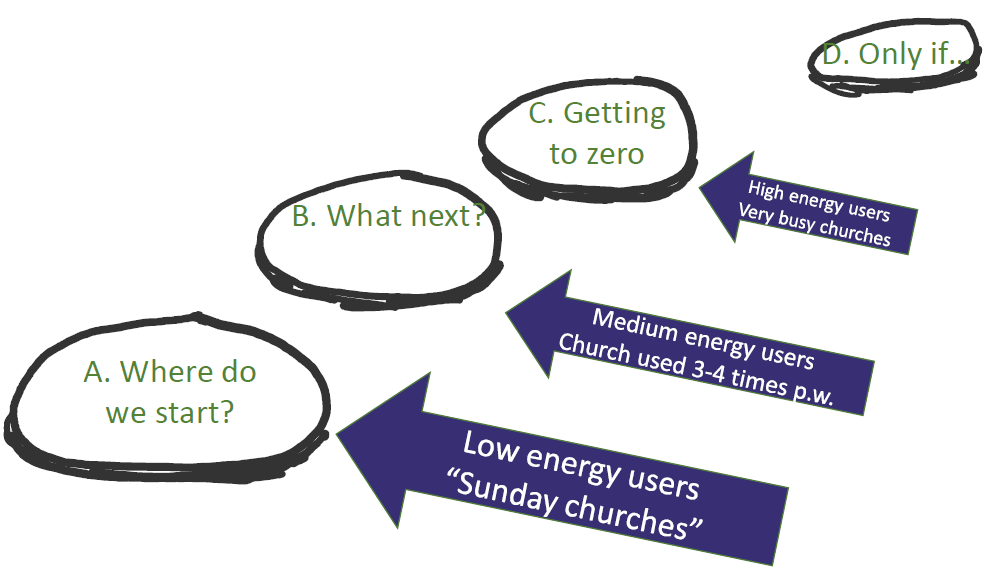 D. Only if...
C. Getting
to zero
High energy users
Very busy churches
B. What next?
Medium energy users
Church used 3-4 times p.w.
A. Where do
we start?
Low energy users
“Sunday churches”